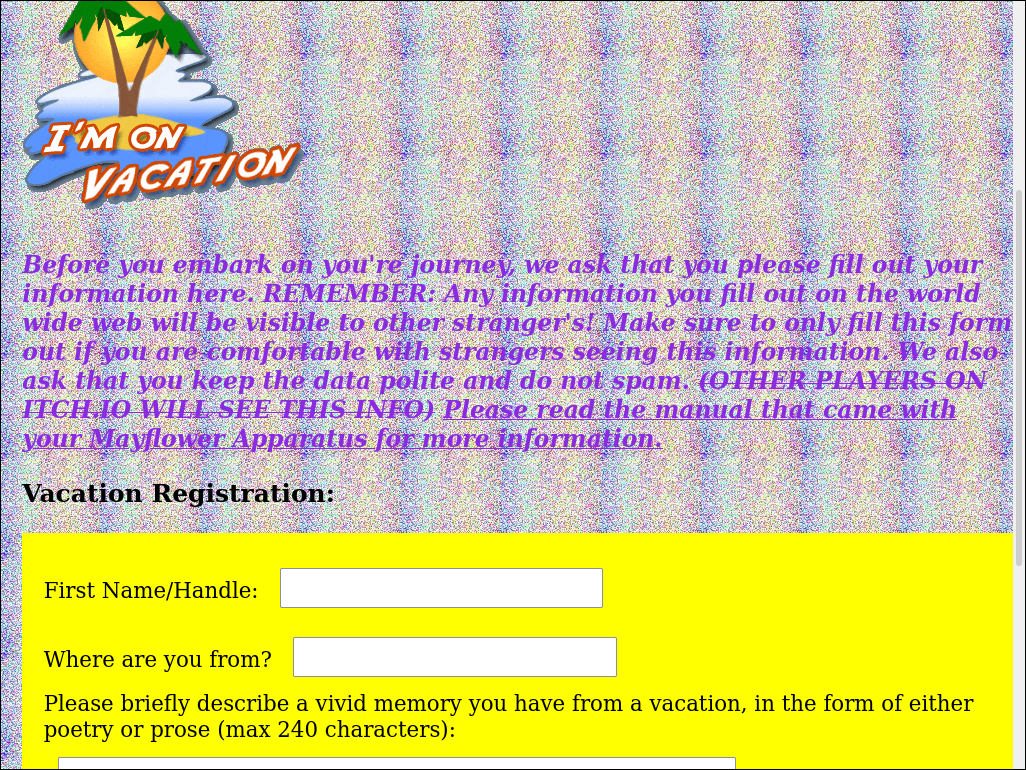 I'M ON
VACATION
Before you embark on you're journey, we ask that you please fill out your
information here. REMEMBER: Any information you fill out on the world
wide web will be visible to other stranger's! Make sure to only fill this form
out if you are comfortable with strangers seeing this information. We also
ask that you keep the data polite and do not spam. (OTHER PLAYERS ON
ITCH.IO WILL SEE THIS INFO) Please read the manual that came with
your Mayflower Apparatus for more information.
Vacation Registration:
First Name/Handle:
Where are you from?
Please briefly describe a vivid memory you have from a vacation, in the form of either
poetry or prose (max 240 characters):